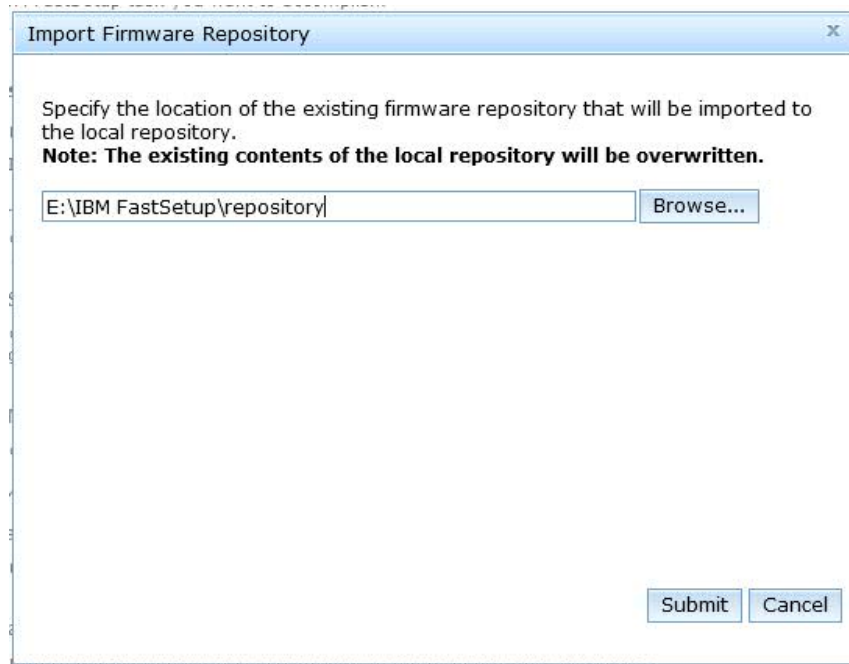 Import Firmware Repository
x
Specify the location of the existing firmware repository that will be imported to
the local repository.
Note: The existing contents of the local repository will be overwritten.
E:\IBM FastSetup\repository
Browse...
Submit
Cancel